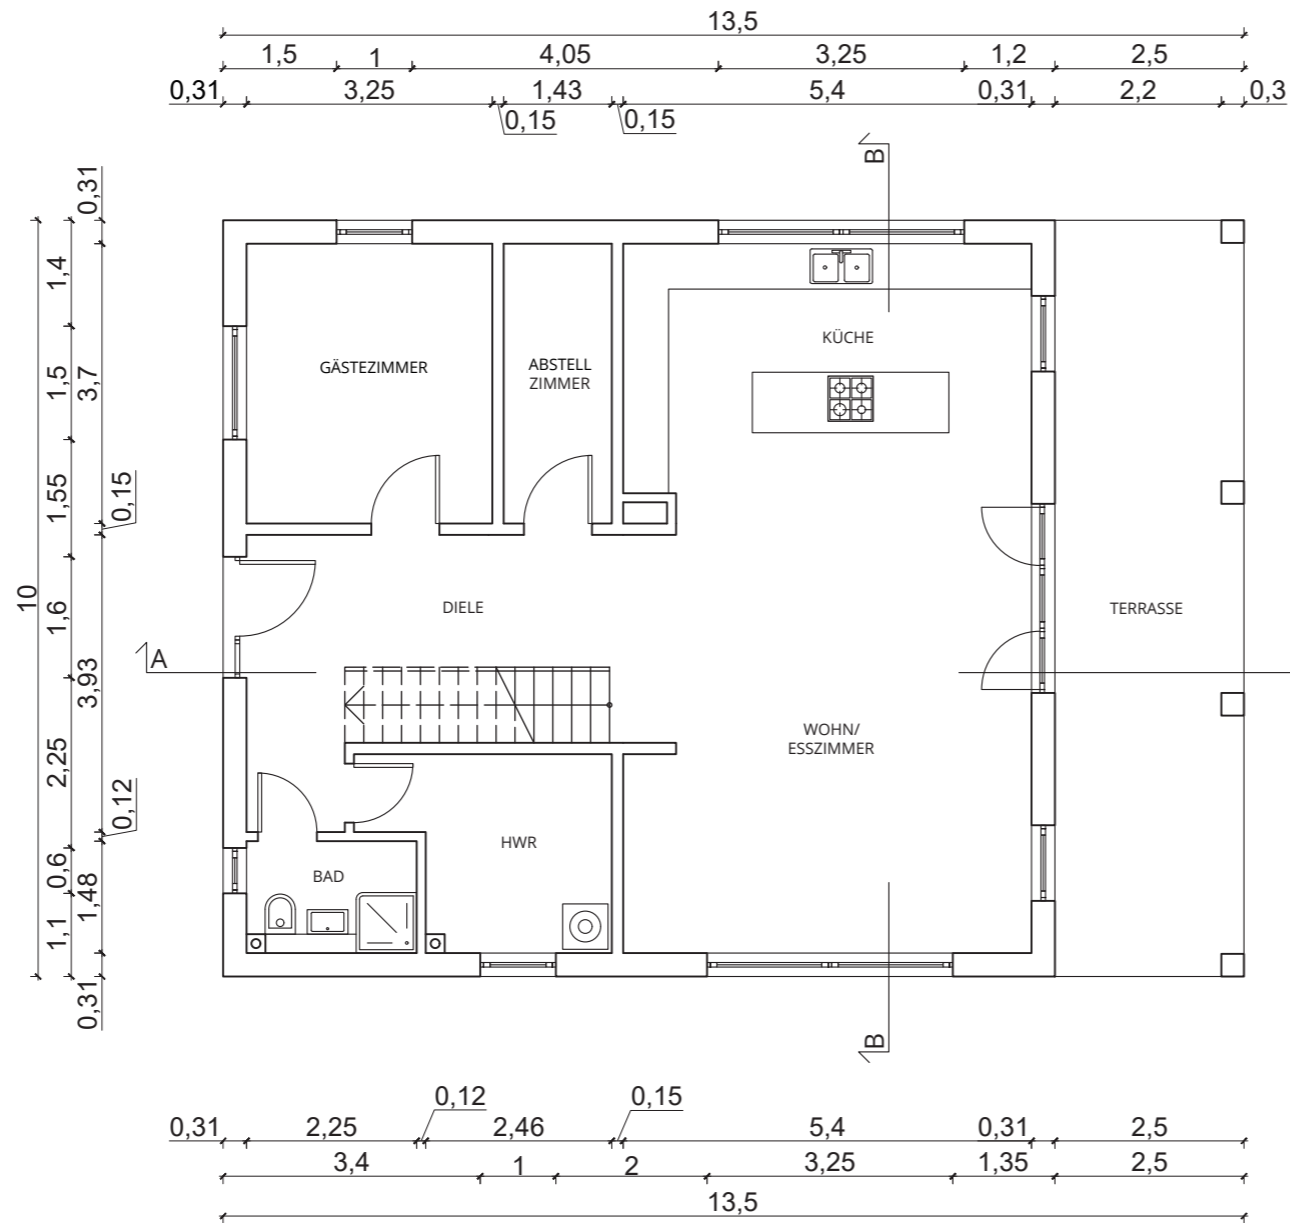 13,5
1,5 1 4,05 3,25 1,2 2,5
0,31 3,25 1,43 5,4 0,31 2,2 0,3
0,15 0,15
B
0,31
1,4
GÄSTEZIMMER
ABSTELL
ZIMMER
KÜCHE
1,5
3,7
1,55
0,15
10
1,6
DIELE
TERRASSE
A
3,93
WOHN/
ESSZIMMER
2,25
0,12
HWR
BAD
0,6
1,48
1,1
0,31
B
0,12 0,15
0,31 2,25 2,46 5,4 0,31 2,5
3,4 1 2 3,25 1,35 2,5
13,5